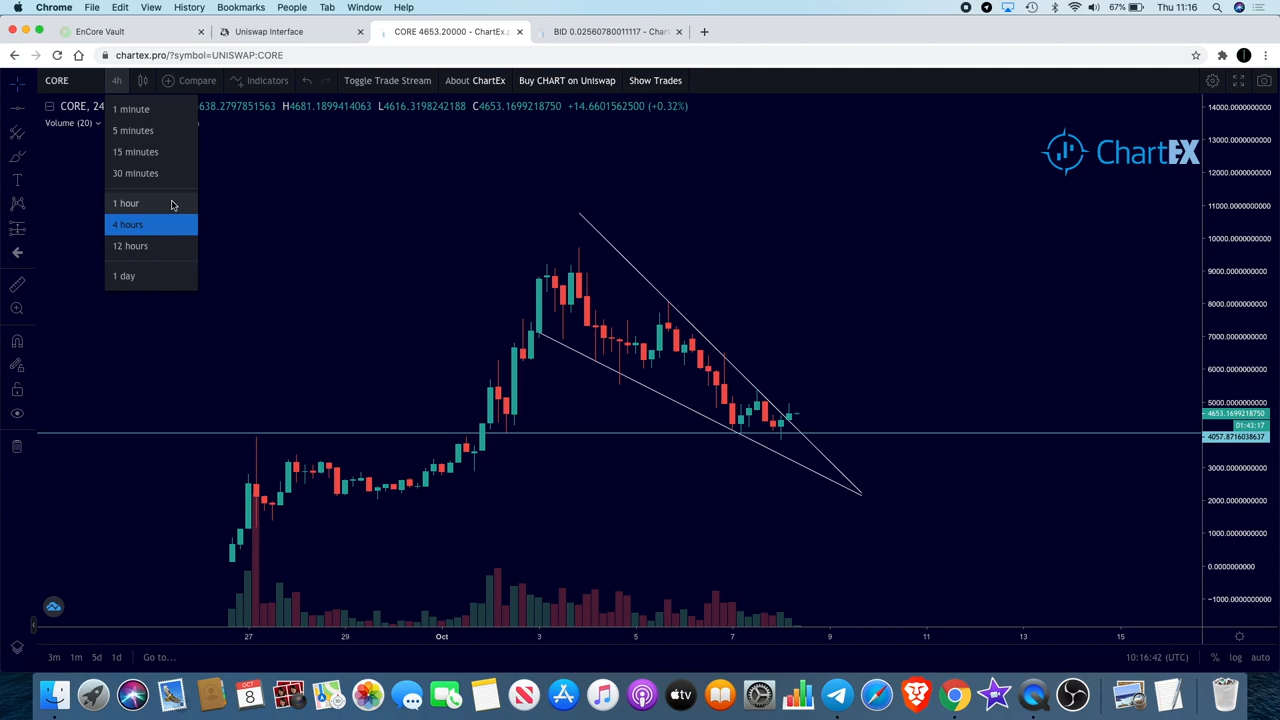 Chrome File Edit View History Bookmarks People Tab Window Help 67% Thu 11:16
EnCore Vault Uniswap Interface CORE 4653.20000 - ChartEx.p BID 0.02560780011117 - Chart
chartex.pro/?symbol=UNISWAP:CORE
CORE 4h Compare Indicators Toggle Trade Stream About ChartEx Buy CHART on Uniswap Show Trades
CORE, 24 638.2797851563 H4681.1899414063 L4616.3198242188 C4653.1699218750 +14.6601562500 (+0.32%)
Volume (20)
1 minute
5 minutes
15 minutes
30 minutes
1 hour
4 hours
12 hours
1 day
ChartEX
14000.0000000000
13000.0000000000
12000.0000000000
11000.0000000000
10000.0000000000
9000.0000000000
8000.0000000000
7000.0000000000
6000.0000000000
5000.0000000000
4653.1699218750
01:43:17
4057.8716038637
3000.0000000000
2000.0000000000
1000.0000000000
0.0000000000
−1000.0000000000
27 29 Oct 3 5 7 9 11 13 15
3m 1m 5d 1d Go to... 10:16:42 (UTC) % log auto
OCT
8